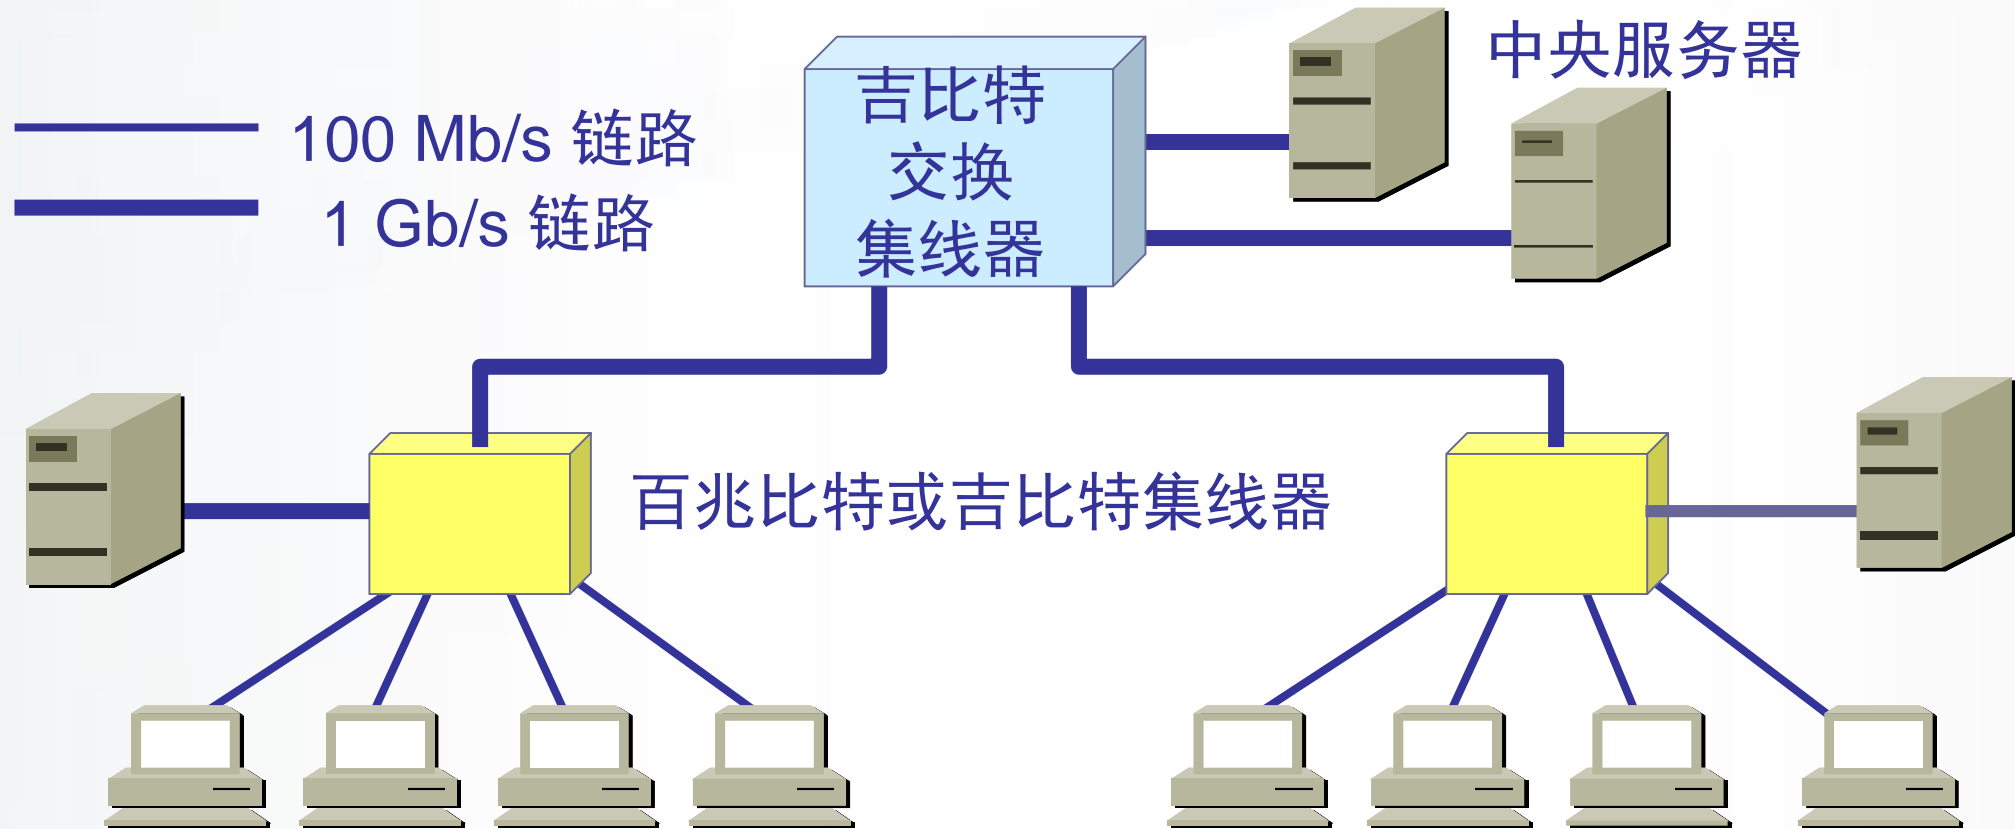 中央服务器
吉比特
交换
集线器
100 Mb/s 链路
1 Gb/s 链路
百兆比特或吉比特集线器